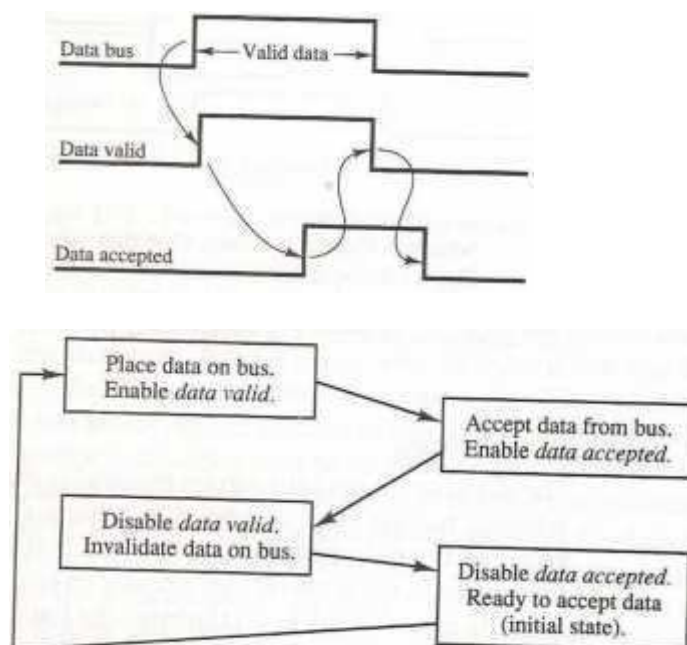 Data bus
Valid data
Data valid
Data accepted
Place data on bus.
Enable data valid.
Accept data from bus.
Enable data accepted.
Disable data valid.
Invalidate data on bus.
Disable data accepted.
Ready to accept data
(initial state).